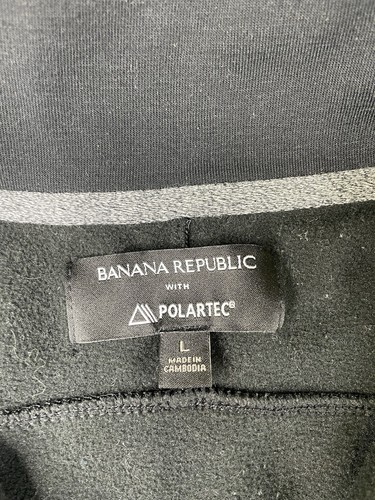 BANANA REPUBLIC
WITH
POLARTEC®
L
MADE IN
CAMBODIA